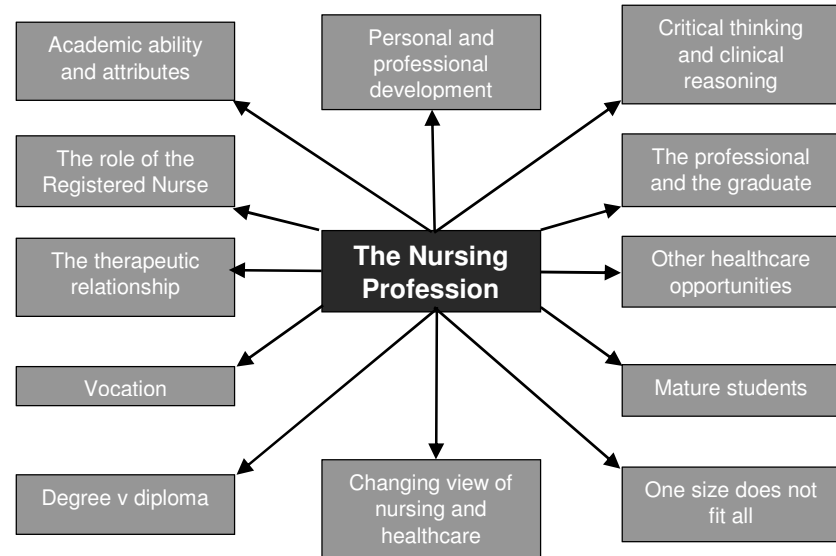 Academic ability
and attributes
Personal and
professional
development
Critical thinking
and clinical
reasoning
The role of the
Registered Nurse
The professional
and the graduate
The therapeutic
relationship
The Nursing
Profession
Other healthcare
opportunities
Vocation
Mature students
Degree v diploma
Changing view of
nursing and
healthcare
One size does not
fit all